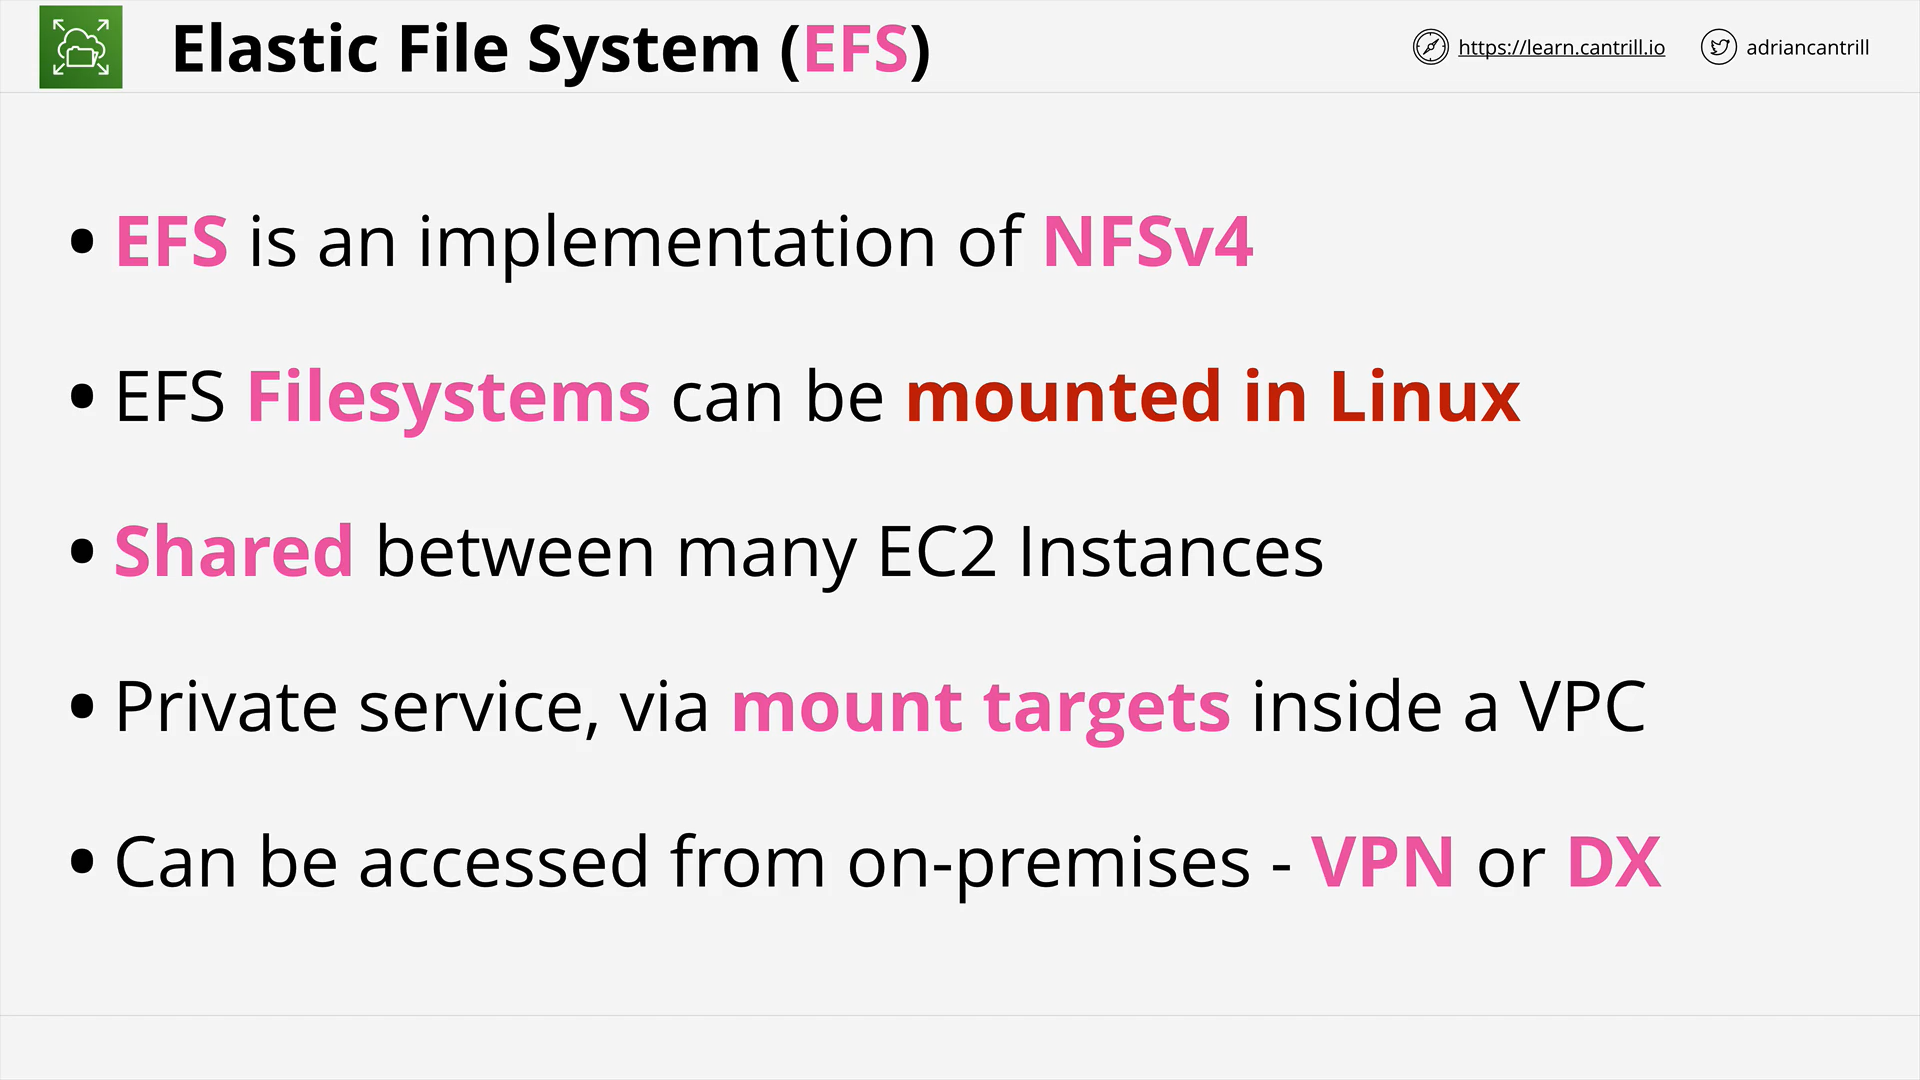 Elastic File System (EFS)
https://learn.cantrill.io
adriancantrill
• EFS is an implementation of NFSv4
• EFS Filesystems can be mounted in Linux
• Shared between many EC2 Instances
• Private service, via mount targets inside a VPC
• Can be accessed from on-premises - VPN or DX